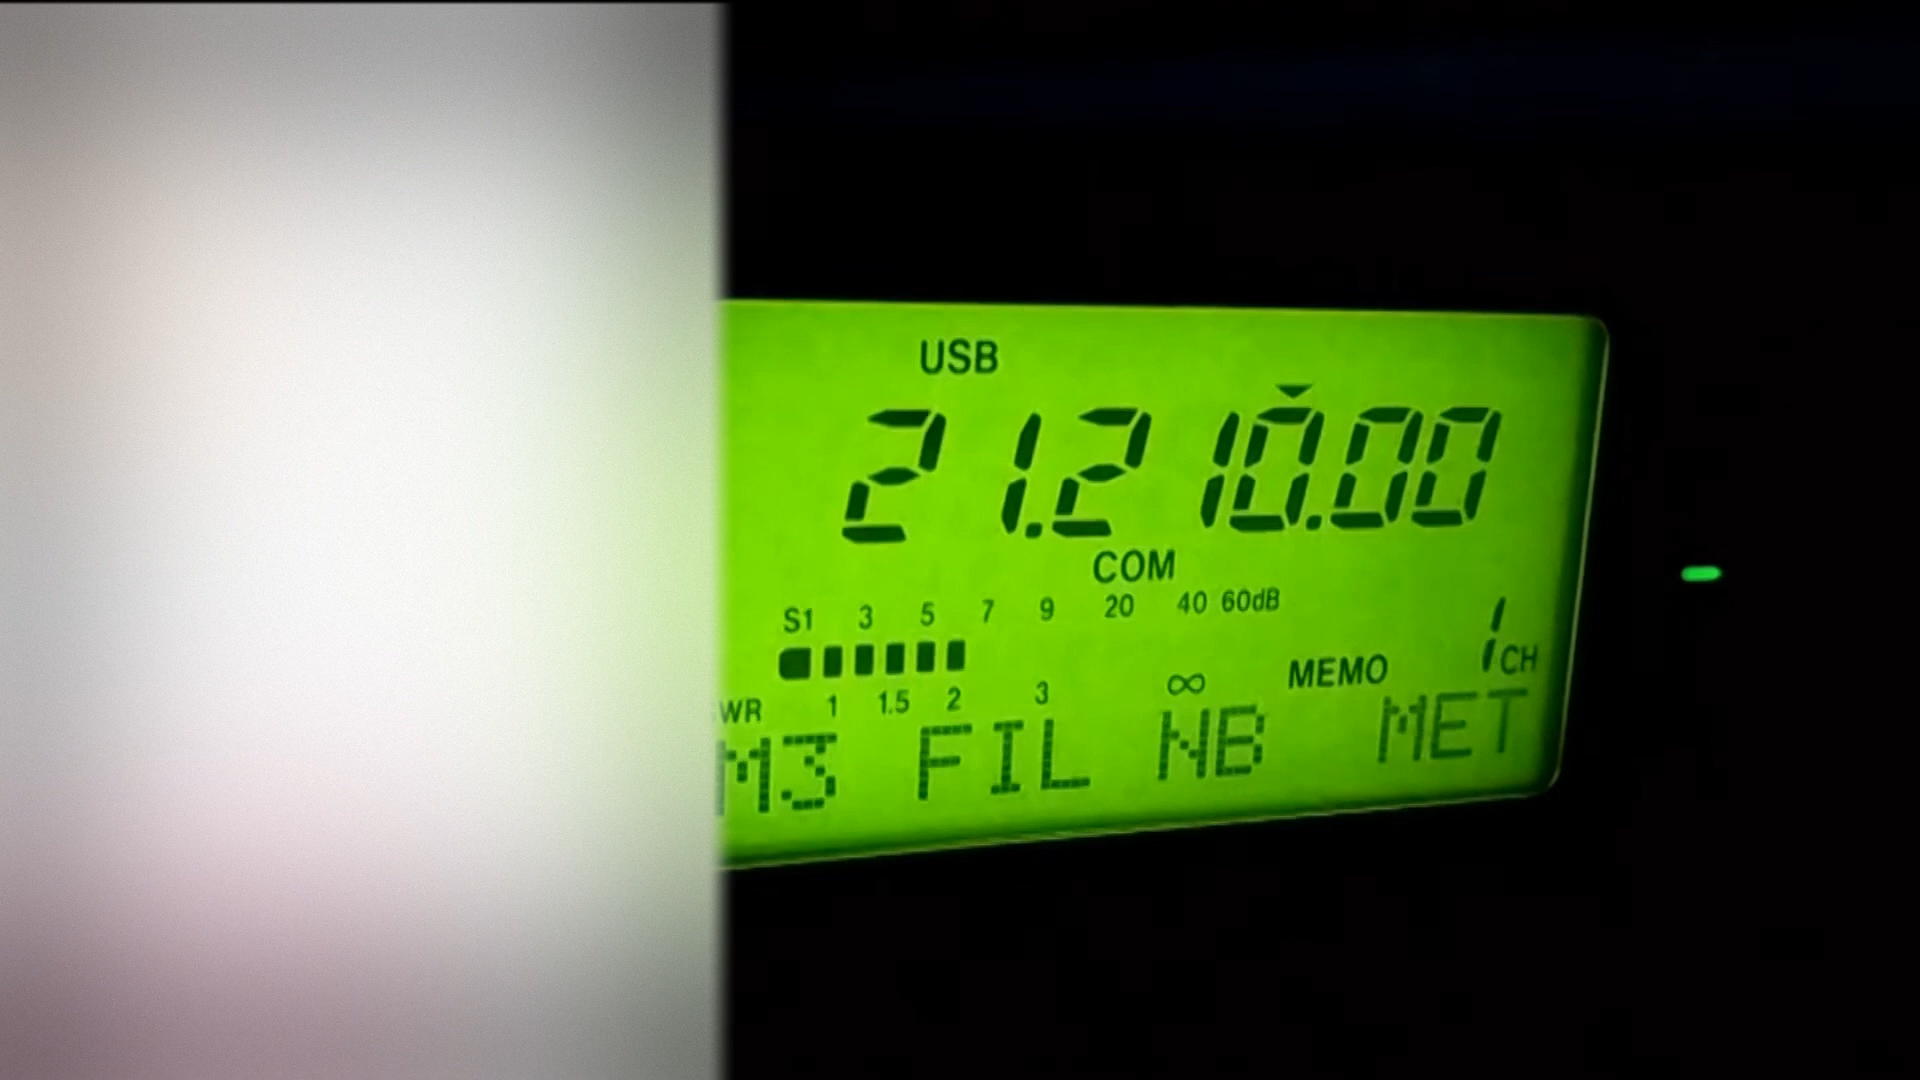 USB
21.210.00
COM
S1 3 5 7 9 20 40 60dB
1CH
WR 1 1.5 2 3 ∞ MEMO
M3 FIL NB MET